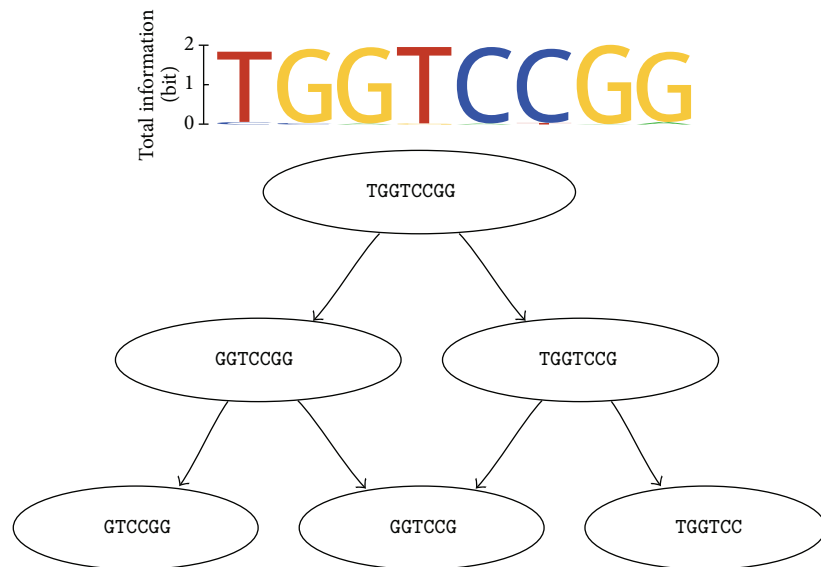 Total information
(bit)
2
1
0
TGGTCCGG
TGGTCCGG
GGTCCGG
TGGTCCG
GTCCGG
GGTCCG
TGGTCC